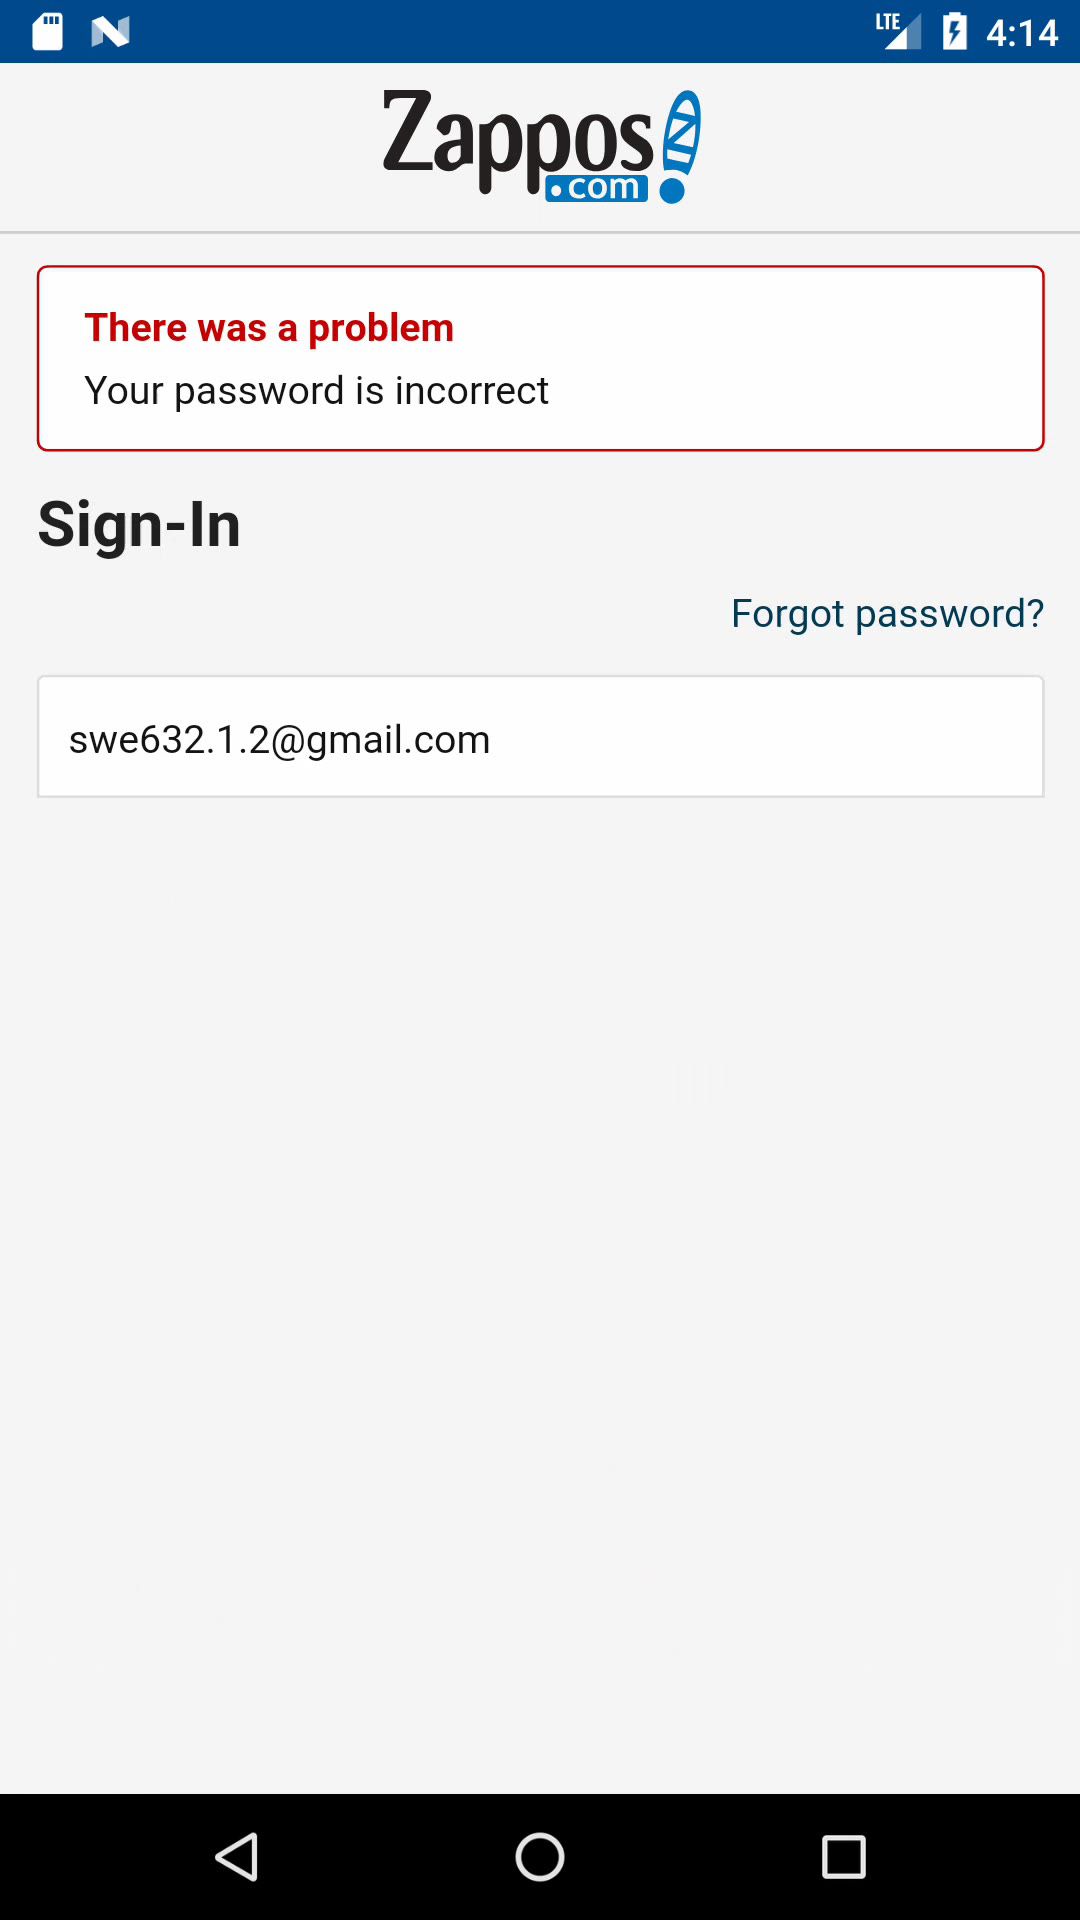 LTE 4:14
Zappos
.com
There was a problem
Your password is incorrect
Sign-In
Forgot password?
swe632.1.2@gmail.com